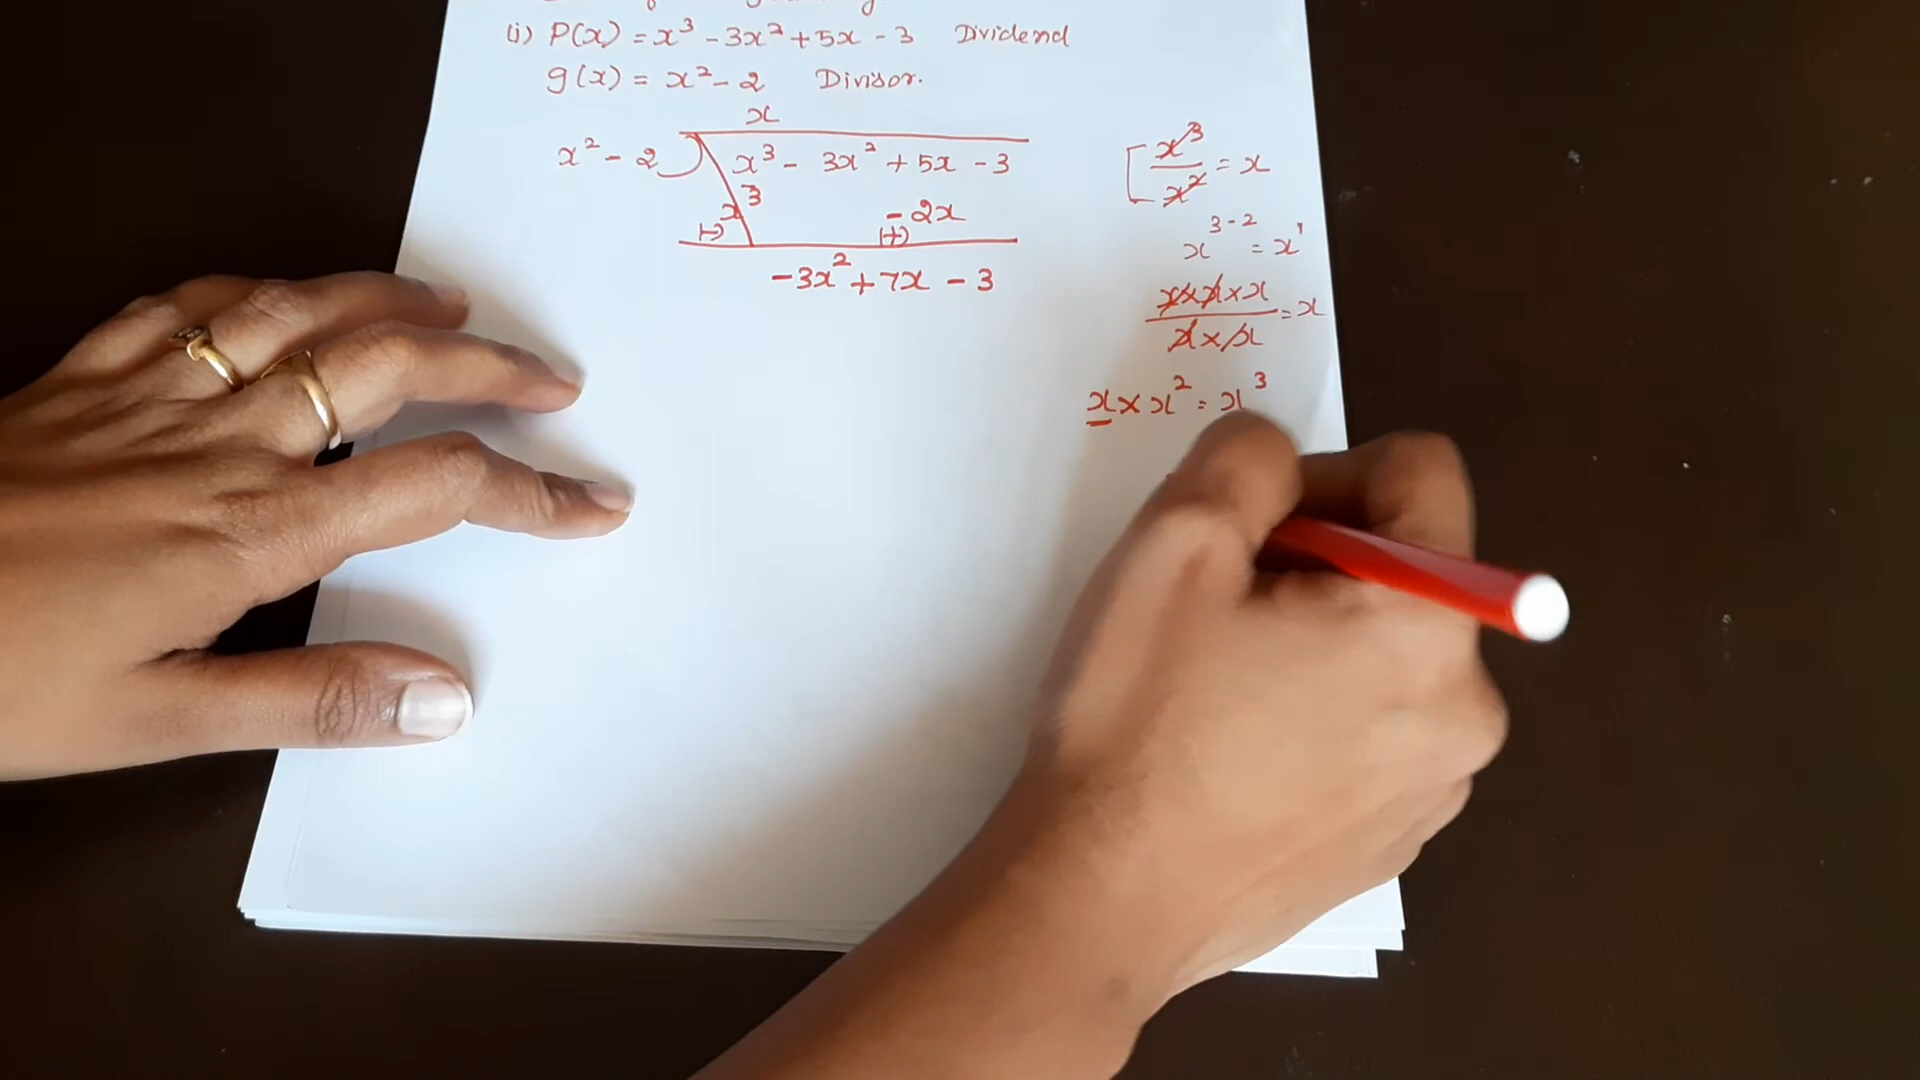 (i) P(x) = x³ - 3x² + 5x - 3 Dividend
g(x) = x² - 2 Divisor.
x
x² - 2 ) x³ - 3x² + 5x - 3
x³ - 2x
(-) (+)
-3x² + 7x - 3
x³/x² = x
x³⁻² = x¹
x×x×x/x×x = x
x × x² = x³